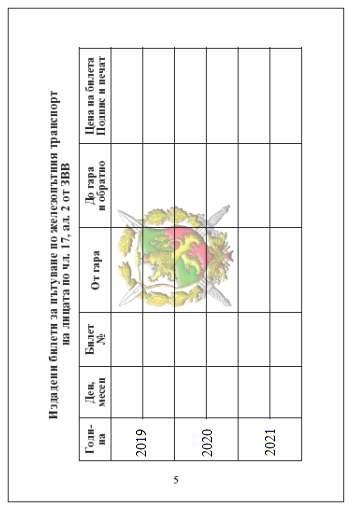 Издадени билети за пътуване по железопътния транспорт
на лицата по чл. 17, ал. 2 от ЗВВ
Годи-
на
Ден,
месец
Билет
№
От гара
До гара
и обратно
Цена на билета
Подпис и печат
2019
2020
2021
5